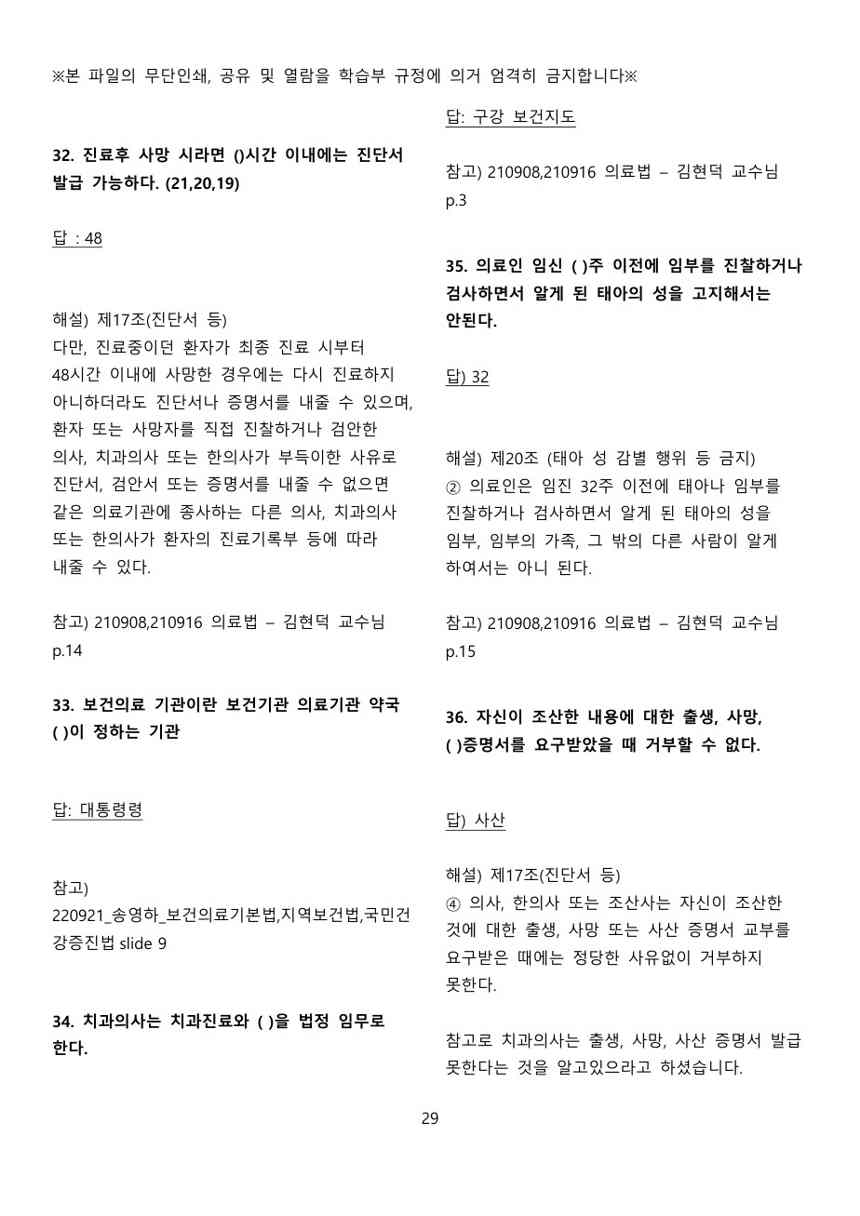 ※본 파일의 무단인쇄, 공유 및 열람을 학습부 규정에 의거 엄격히 금지합니다※
32. 진료후 사망 시라면 ()시간 이내에는 진단서
발급 가능하다. (21,20,19)
답 : 48
해설) 제17조(진단서 등)
다만, 진료중이던 환자가 최종 진료 시부터
48시간 이내에 사망한 경우에는 다시 진료하지
아니하더라도 진단서나 증명서를 내줄 수 있으며,
환자 또는 사망자를 직접 진찰하거나 검안한
의사, 치과의사 또는 한의사가 부득이한 사유로
진단서, 검안서 또는 증명서를 내줄 수 없으면
같은 의료기관에 종사하는 다른 의사, 치과의사
또는 한의사가 환자의 진료기록부 등에 따라
내줄 수 있다.
참고) 210908,210916 의료법 – 김현덕 교수님
p.14
33. 보건의료 기관이란 보건기관 의료기관 약국
( )이 정하는 기관
답: 대통령령
참고)
220921_송영하_보건의료기본법,지역보건법,국민건
강증진법 slide 9
34. 치과의사는 치과진료와 ( )을 법정 임무로
한다.
답: 구강 보건지도
참고) 210908,210916 의료법 – 김현덕 교수님
p.3
35. 의료인 임신 ( )주 이전에 임부를 진찰하거나
검사하면서 알게 된 태아의 성을 고지해서는
안된다.
답) 32
해설) 제20조 (태아 성 감별 행위 등 금지)
② 의료인은 임진 32주 이전에 태아나 임부를
진찰하거나 검사하면서 알게 된 태아의 성을
임부, 임부의 가족, 그 밖의 다른 사람이 알게
하여서는 아니 된다.
참고) 210908,210916 의료법 – 김현덕 교수님
p.15
36. 자신이 조산한 내용에 대한 출생, 사망,
( )증명서를 요구받았을 때 거부할 수 없다.
답) 사산
해설) 제17조(진단서 등)
④ 의사, 한의사 또는 조산사는 자신이 조산한
것에 대한 출생, 사망 또는 사산 증명서 교부를
요구받은 때에는 정당한 사유없이 거부하지
못한다.
참고로 치과의사는 출생, 사망, 사산 증명서 발급
못한다는 것을 알고있으라고 하셨습니다.
29